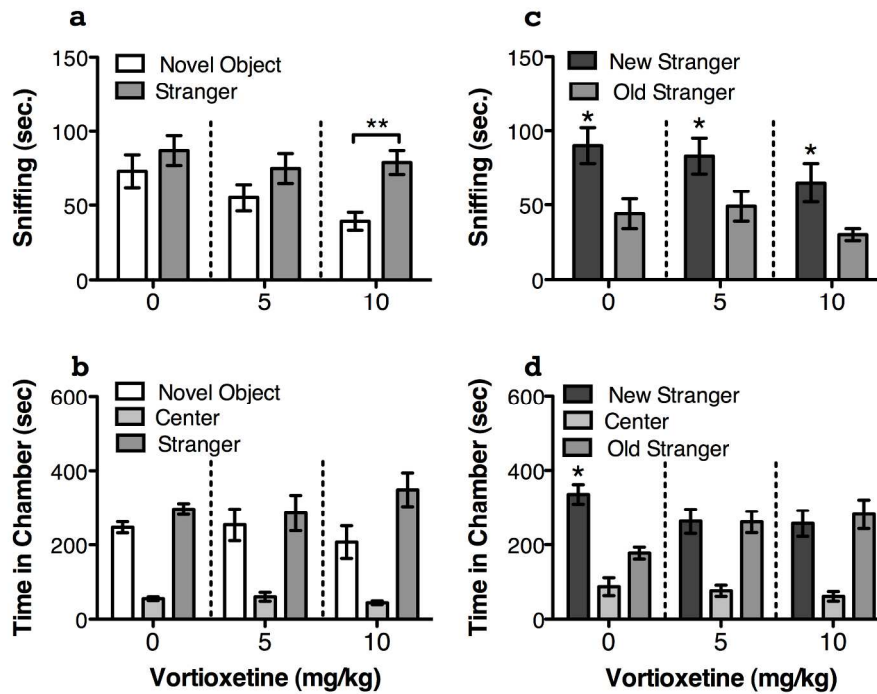 a
Sniffing (sec.)
150
100
50
0
Novel Object
Stranger
**
0 5 10
c
Sniffing (sec.)
150
100
50
0
New Stranger
Old Stranger
* * *
0 5 10
b
Time in Chamber (sec)
600
400
200
0
Novel Object
Center
Stranger
0 5 10
Vortioxetine (mg/kg)
d
Time in Chamber (sec)
600
400
200
0
New Stranger
Center
Old Stranger
*
0 5 10
Vortioxetine (mg/kg)